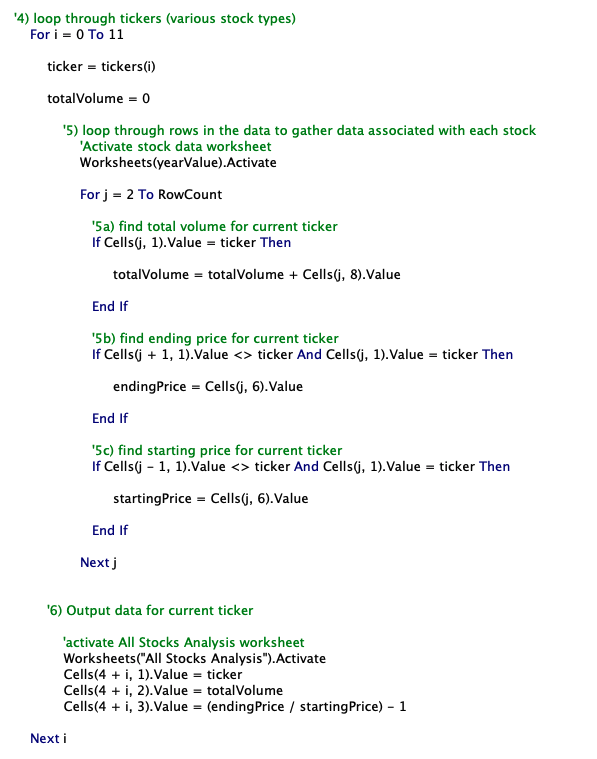 '4) loop through tickers (various stock types)
For i = 0 To 11
ticker = tickers(i)
totalVolume = 0
'5) loop through rows in the data to gather data associated with each stock
'Activate stock data worksheet
Worksheets(yearValue).Activate
For j = 2 To RowCount
'5a) find total volume for current ticker
If Cells(j, 1).Value = ticker Then
totalVolume = totalVolume + Cells(j, 8).Value
End If
'5b) find ending price for current ticker
If Cells(j + 1, 1).Value <> ticker And Cells(j, 1).Value = ticker Then
endingPrice = Cells(j, 6).Value
End If
'5c) find starting price for current ticker
If Cells(j - 1, 1).Value <> ticker And Cells(j, 1).Value = ticker Then
startingPrice = Cells(j, 6).Value
End If
Next j
'6) Output data for current ticker
'activate All Stocks Analysis worksheet
Worksheets("All Stocks Analysis").Activate
Cells(4 + i, 1).Value = ticker
Cells(4 + i, 2).Value = totalVolume
Cells(4 + i, 3).Value = (endingPrice / startingPrice) - 1
Next i